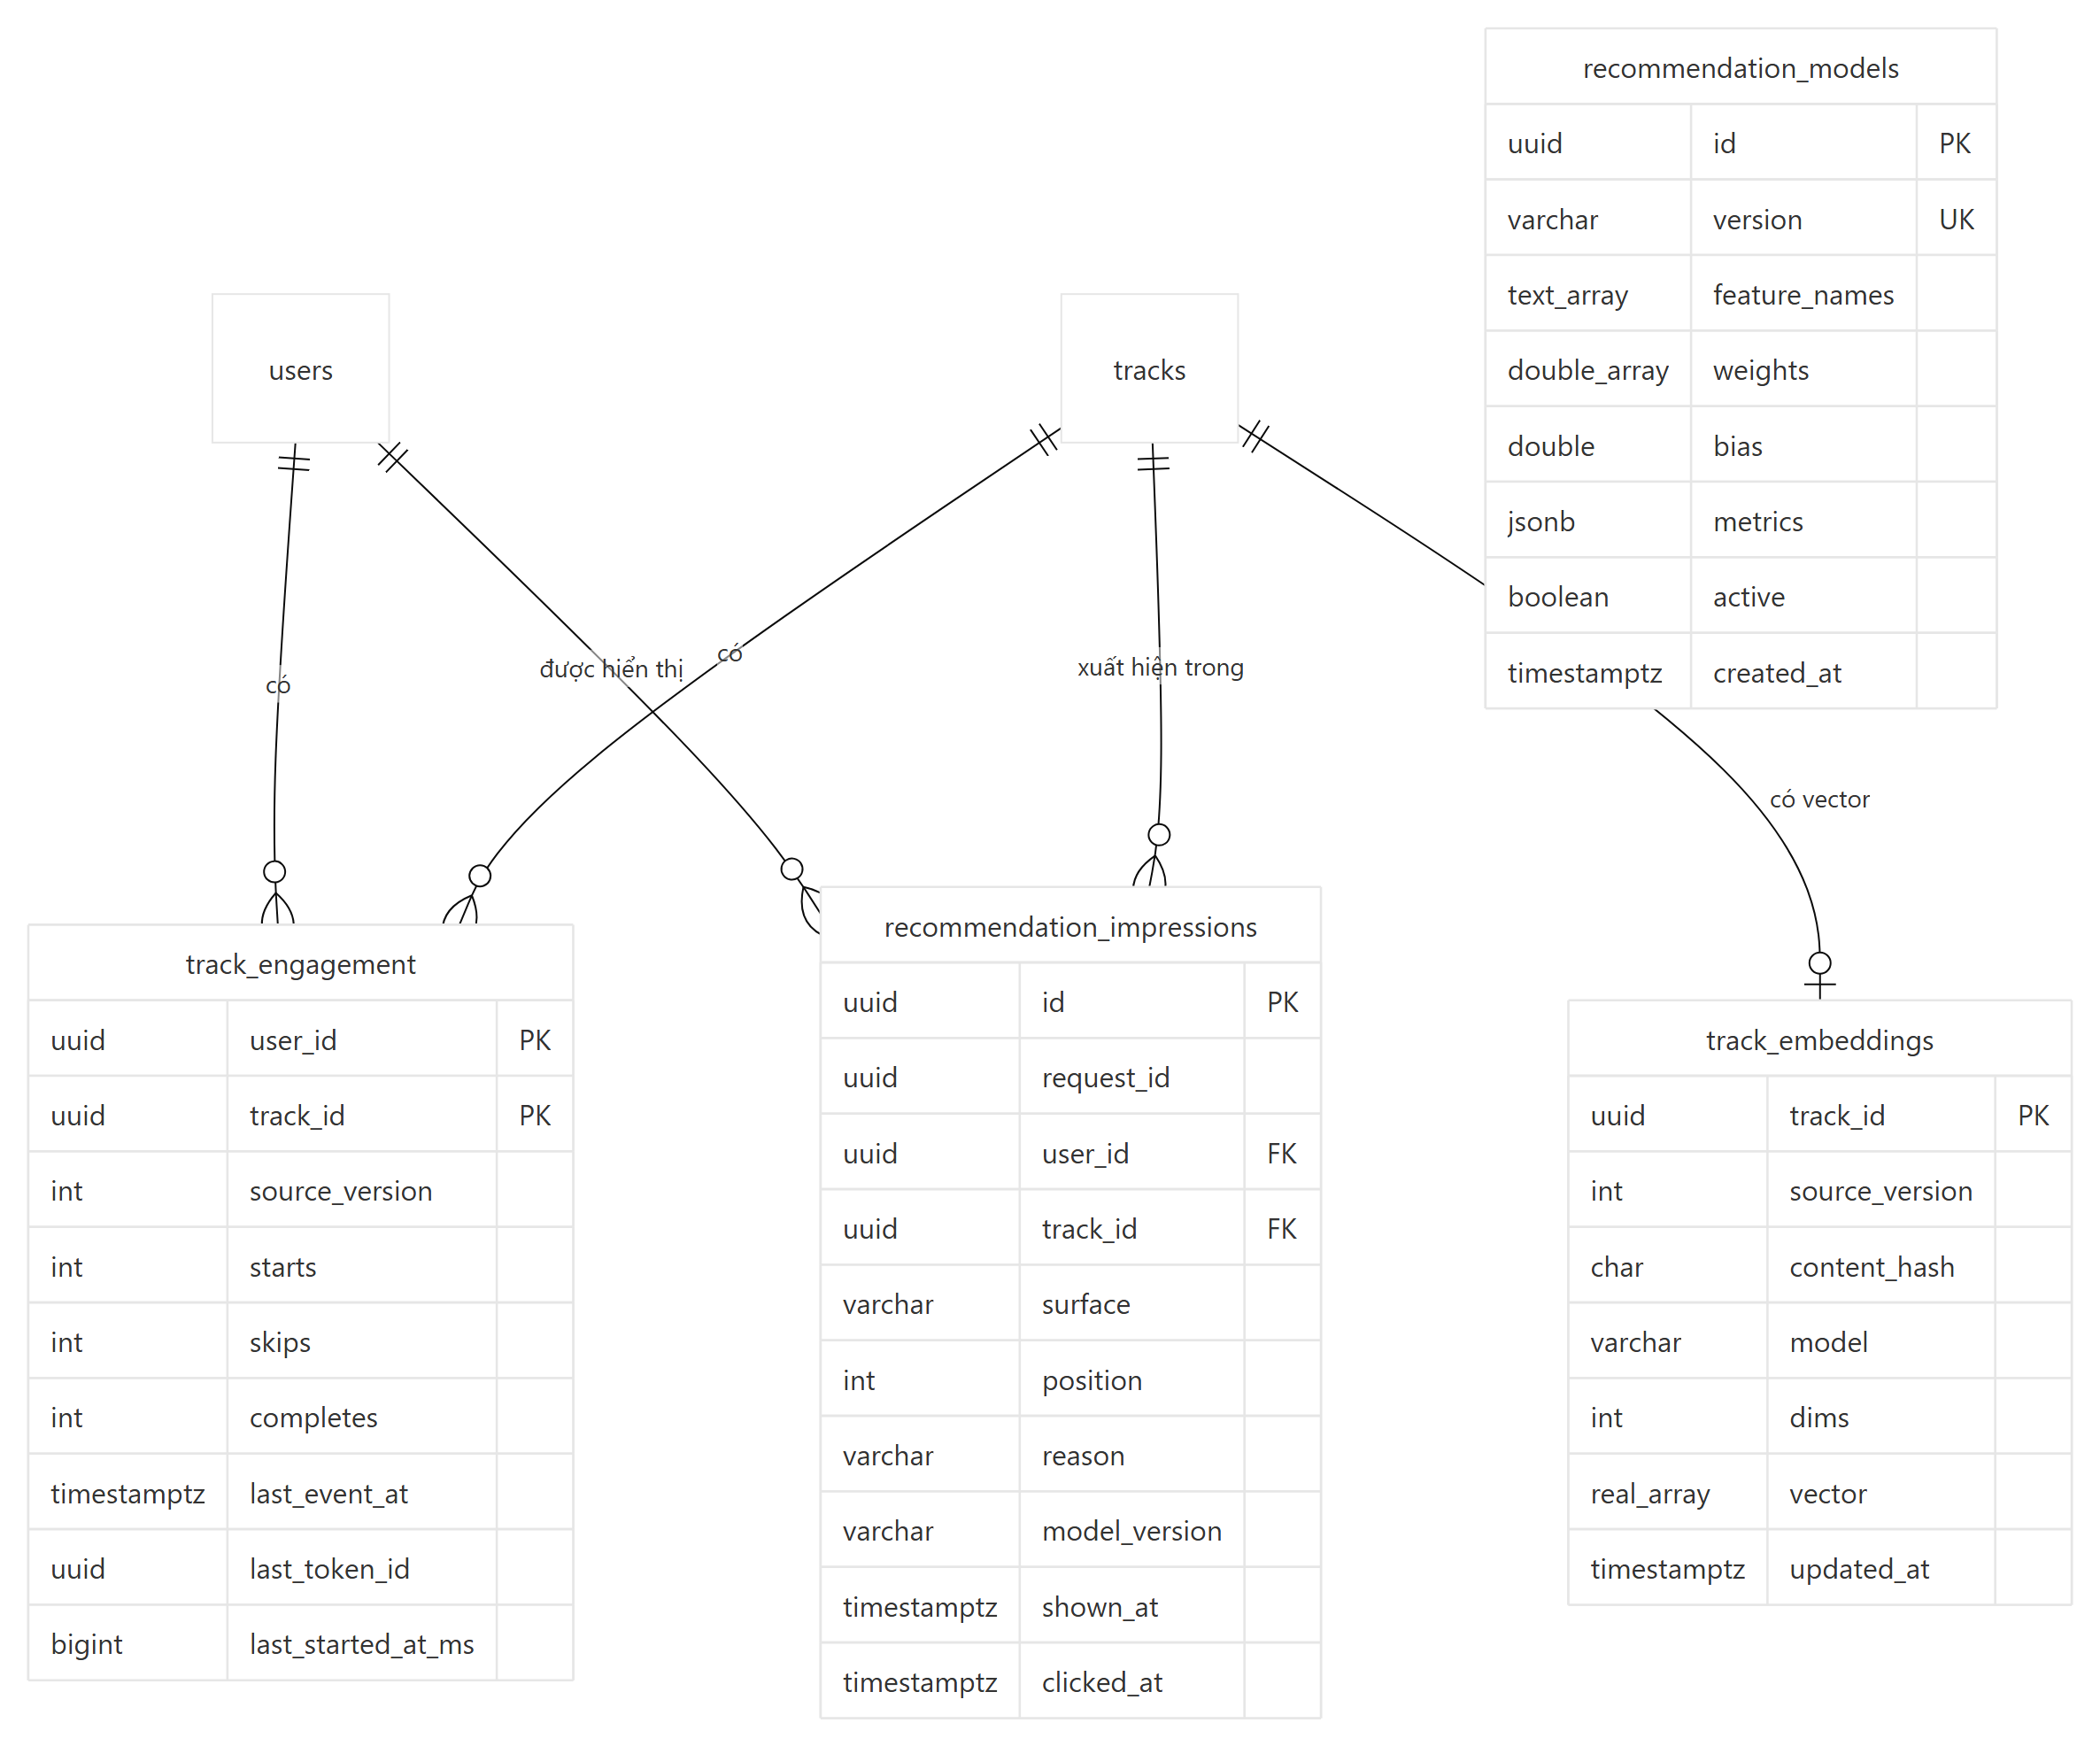 recommendation_models
uuid id PK
varchar version UK
text_array feature_names
double_array weights
double bias
jsonb metrics
boolean active
timestamptz created_at
users
tracks
có
được hiển thị
có
xuất hiện trong
có vector
track_engagement
uuid user_id PK
uuid track_id PK
int source_version
int starts
int skips
int completes
timestamptz last_event_at
uuid last_token_id
bigint last_started_at_ms
recommendation_impressions
uuid id PK
uuid request_id
uuid user_id FK
uuid track_id FK
varchar surface
int position
varchar reason
varchar model_version
timestamptz shown_at
timestamptz clicked_at
track_embeddings
uuid track_id PK
int source_version
char content_hash
varchar model
int dims
real_array vector
timestamptz updated_at